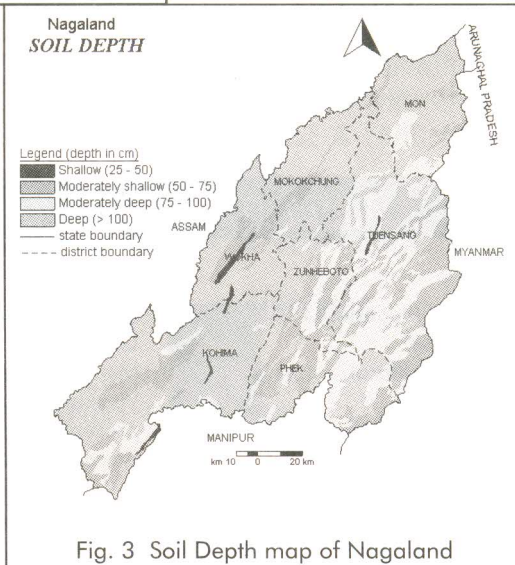 Nagaland
SOIL DEPTH
ARUNAGHAL PRADESH
MON
Legend (depth in cm)
Shallow (25 - 50)
Moderately shallow (50 - 75)
Moderately deep (75 - 100)
Deep (> 100)
state boundary
district boundary
MOKOKCHUNG
ASSAM
TUENSANG
WOKHA
ZUNHEBOTO
MYANMAR
KOHIMA
PHEK
MANIPUR
km 10 0 20 km
Fig. 3 Soil Depth map of Nagaland